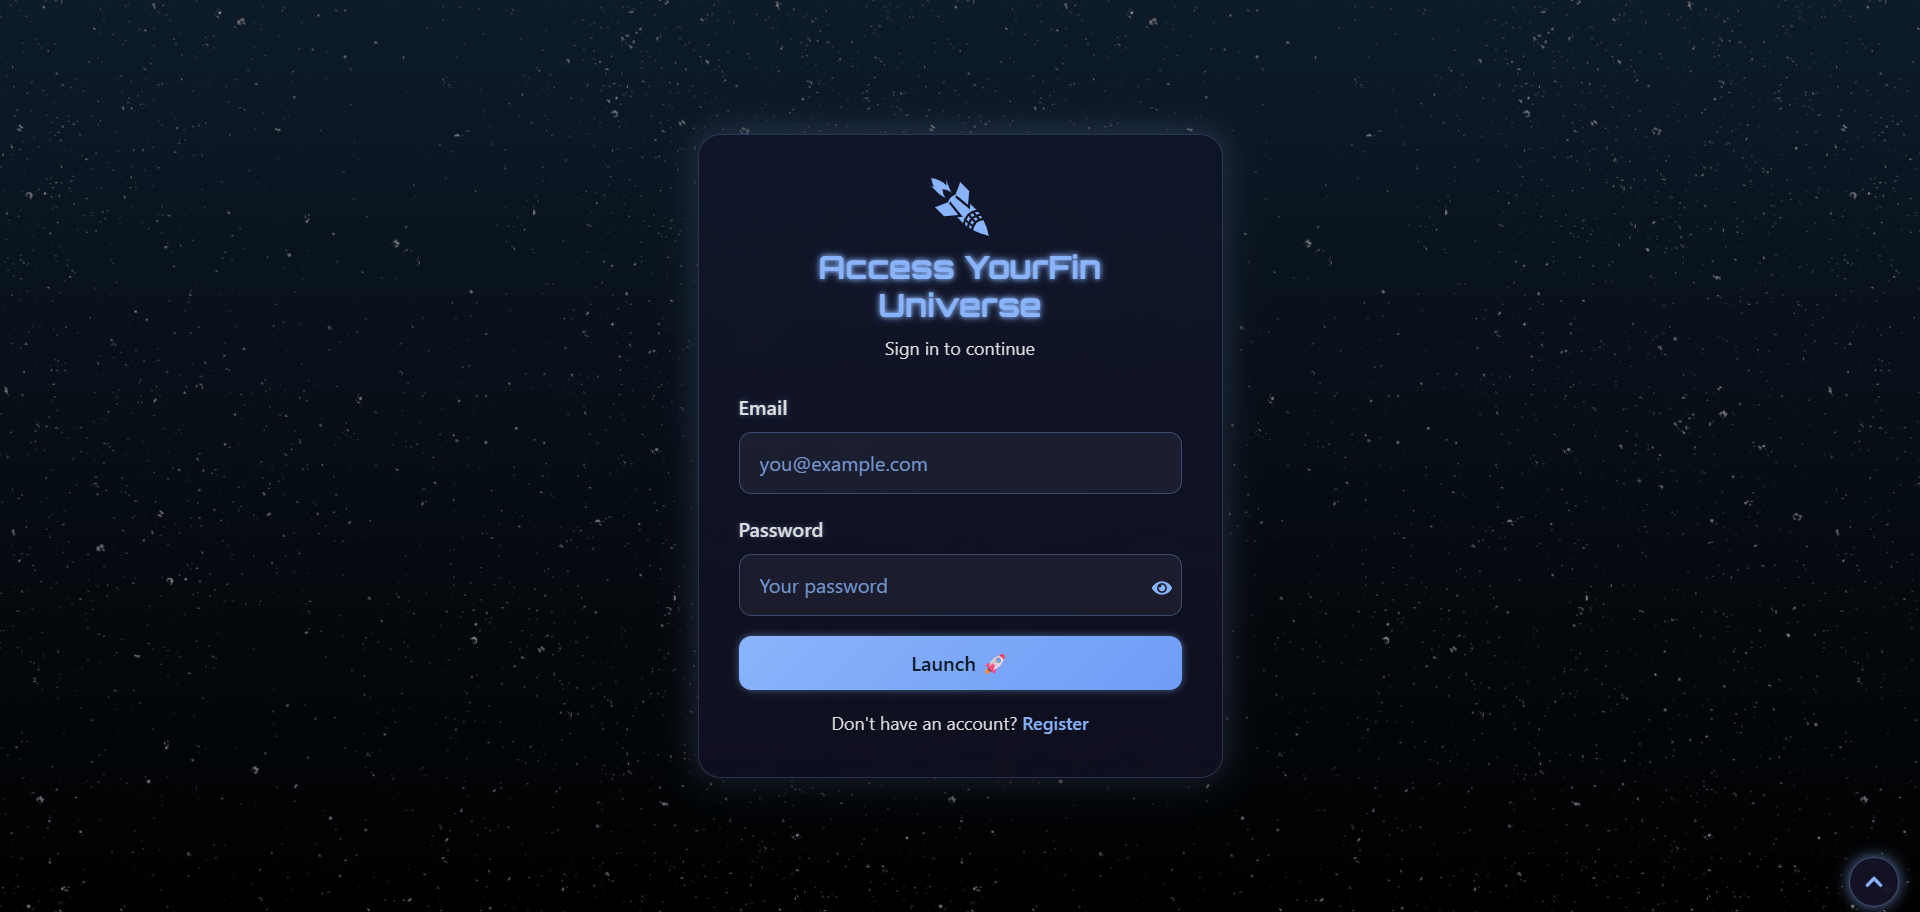 Access YourFin
Universe
Sign in to continue
Email
you@example.com
Password
Your password
Launch 🚀
Don't have an account? Register